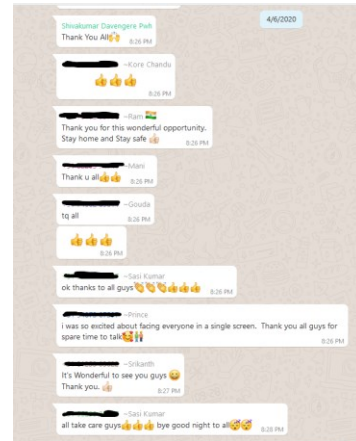 4/6/2020
Shivakumar Davengere Pwh
Thank You All🙌
8:26 PM
~Kore Chandu
👍👍👍
8:26 PM
~Ram 🇮🇳
Thank you for this wonderful opportunity.
Stay home and Stay safe 👍🏻
8:26 PM
~Mani
Thank u all👍👍 8:26 PM
~Gouda
tq all
8:26 PM
👍👍👍
8:26 PM
~Sasi Kumar
ok thanks to all guys👏👏👏👍👍👍 8:26 PM
~Prince
i was so excited about facing everyone in a single screen. Thank you all guys for
spare time to talk🥰👬 8:26 PM
~Srikanth
It's Wonderful to see you guys 😄
Thank you. 👍🏻 8:27 PM
~Sasi Kumar
all take care guys👍👍👍 bye good night to all😴😴 8:28 PM